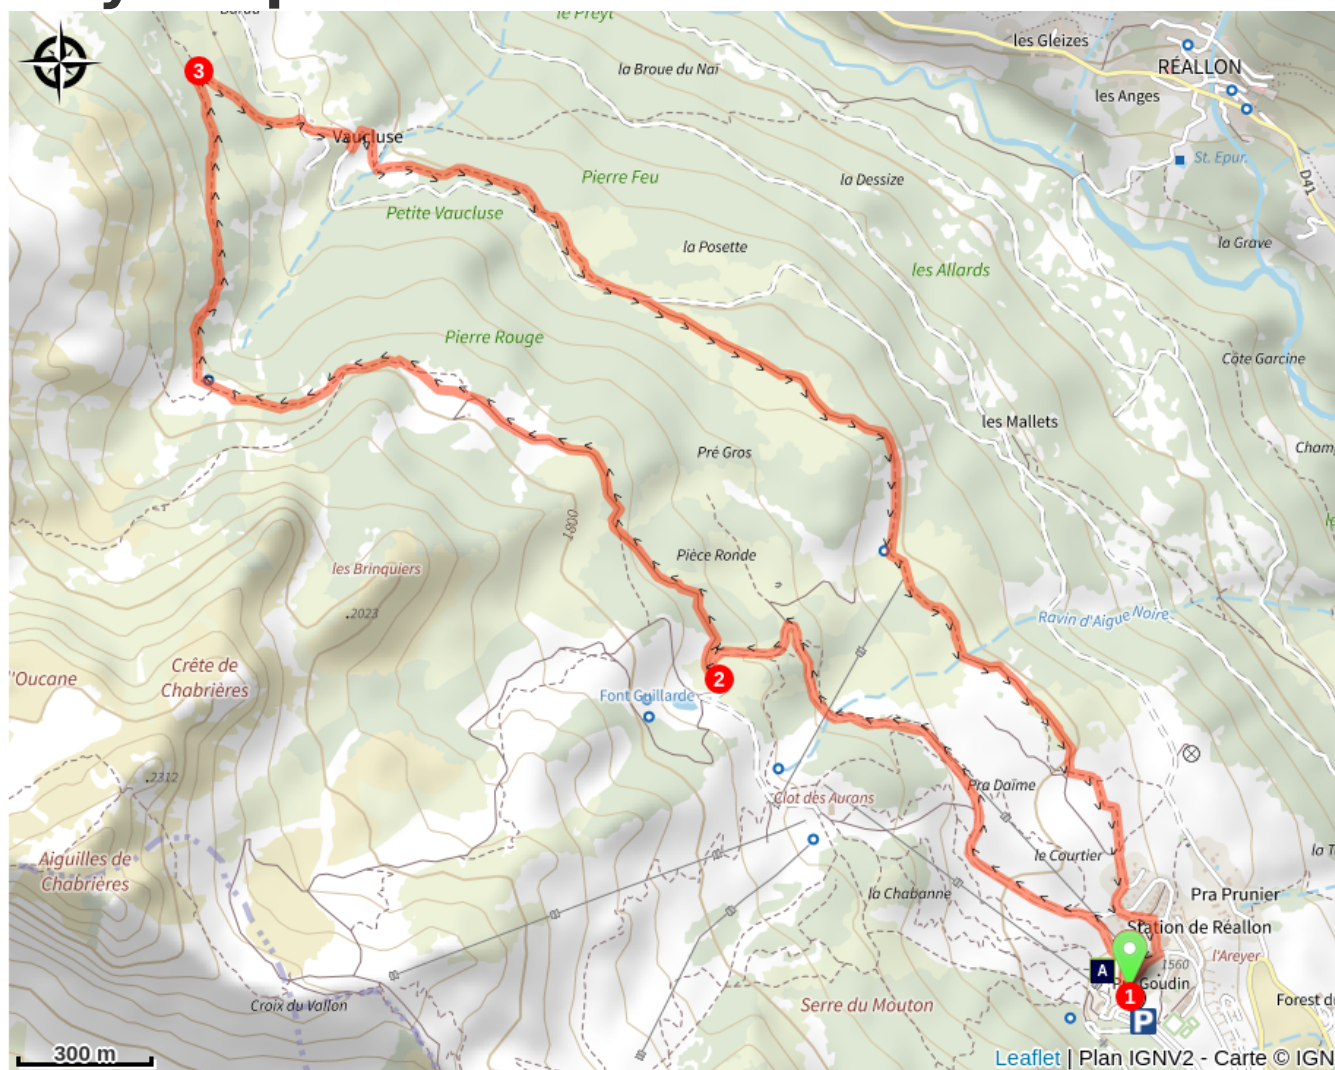 le Preyt
les Gleizes
RÉALLON
la Broue du Naï
les Anges
3
Vaucluse
St. Epur.
Pierre Feu
la Dessize
D41
Petite Vaucluse
la Posette
la Grave
les Allards
Pierre Rouge
Côte Garcine
les Mallets
Pré Gros
Cham
1800
Pièce Ronde
les Brinquiers
2023
Ravin d'Aigue Noire
Crête de
Chabrières
'Oucane
2
Font Guillarde
2312
Pra Daïme
Clot des Aurans
Aiguilles de
Chabrières
le Courtier
la Chabanne
Pra Prunier
Station de Réallon
l'Areyer
1560
A
Goudin
1
Croix du Vallon
Serre du Mouton
Forest du
P
300 m
Leaflet | Plan IGNV2 - Carte © IGN